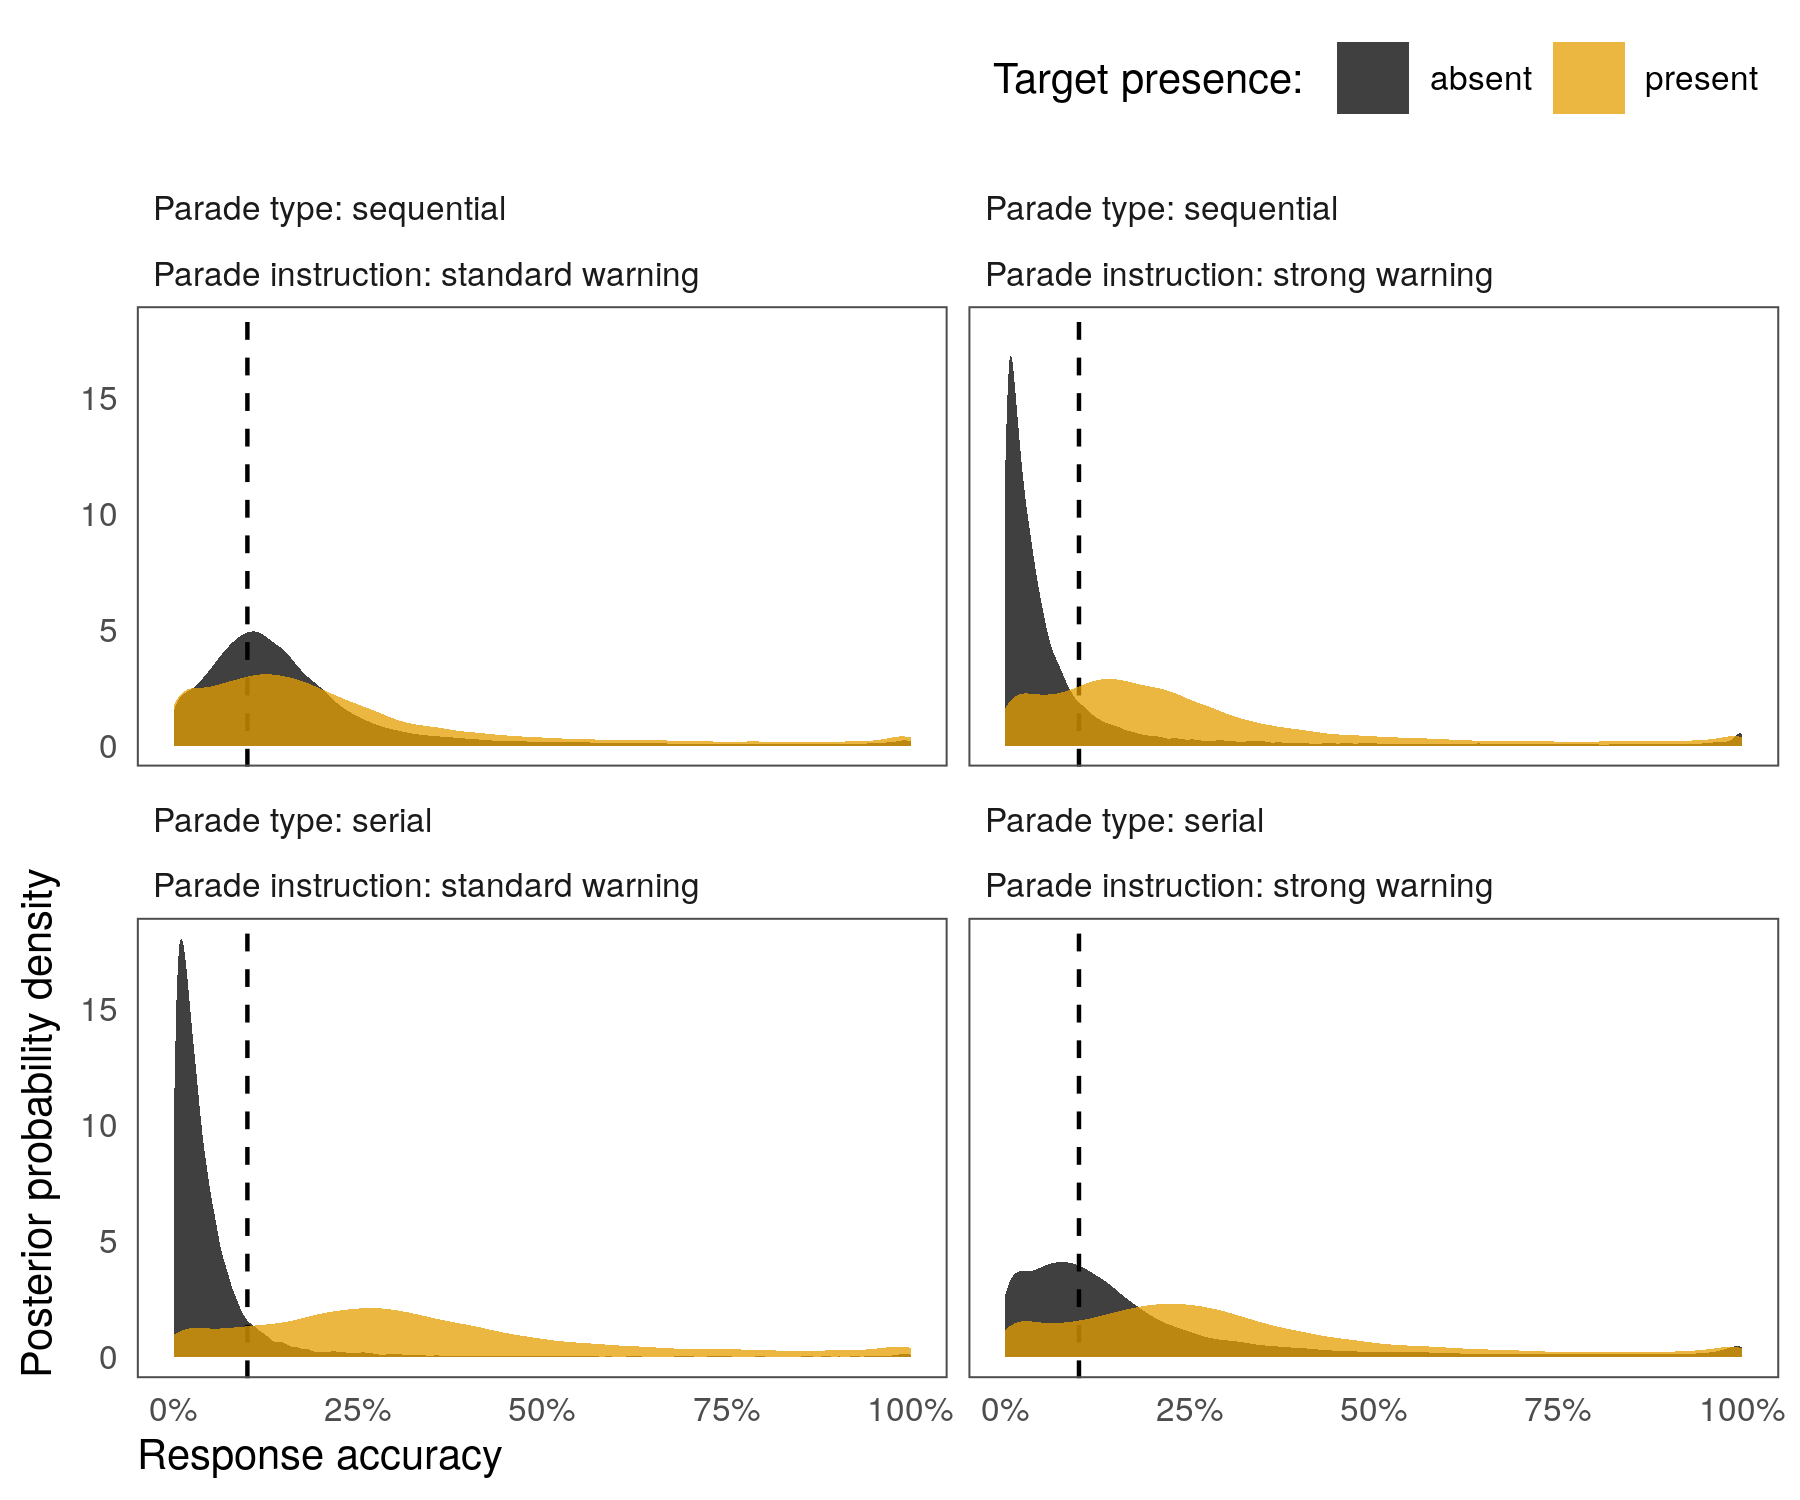 Target presence: absent present
Parade type: sequential
Parade instruction: standard warning
Parade type: sequential
Parade instruction: strong warning
15
10
5
0
Parade type: serial
Parade instruction: standard warning
Parade type: serial
Parade instruction: strong warning
Posterior probability density
15
10
5
0
0% 25% 50% 75% 100% 0% 25% 50% 75% 100%
Response accuracy